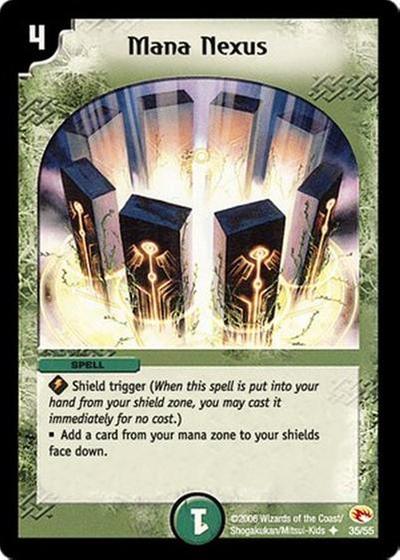 4
Mana Nexus
SPELL
Shield trigger (When this spell is put into your
hand from your shield zone, you may cast it
immediately for no cost.)
▪ Add a card from your mana zone to your shields
face down.
1
©2006 Wizards of the Coast/
Shogakukan/Mitsui-Kids ✦ 35/55